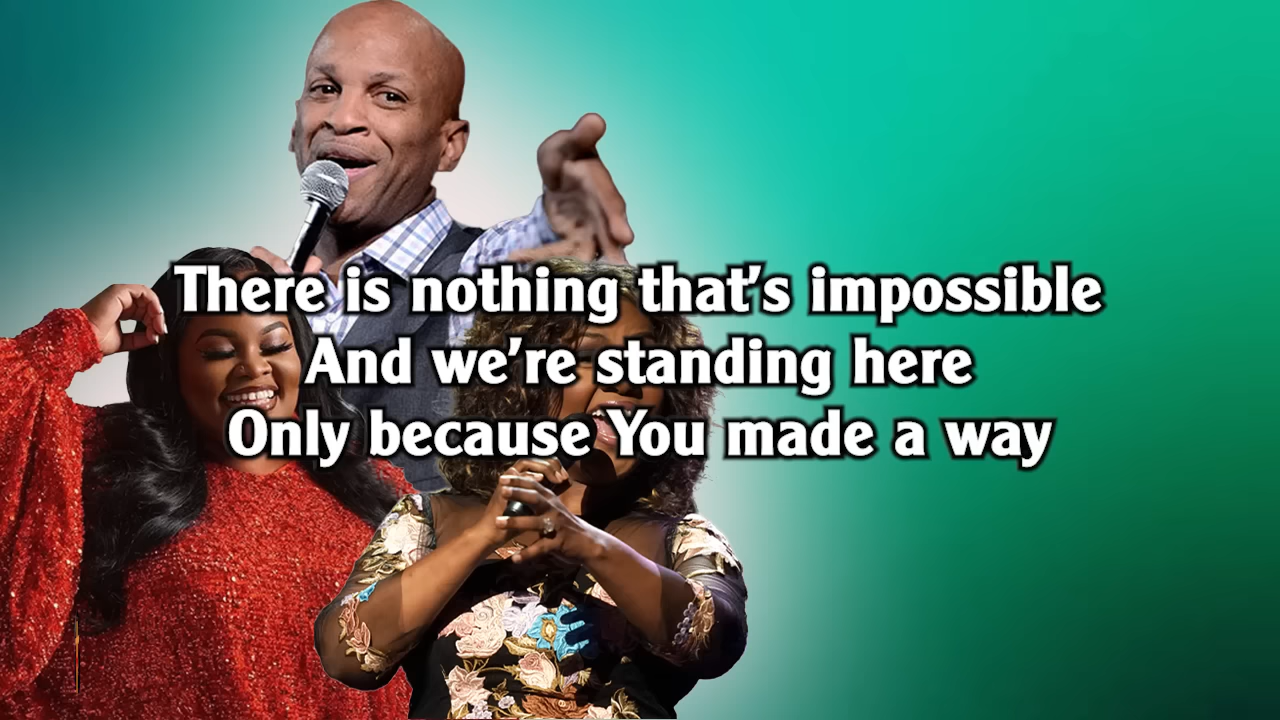 There is nothing that’s impossible
And we’re standing here
Only because You made a way